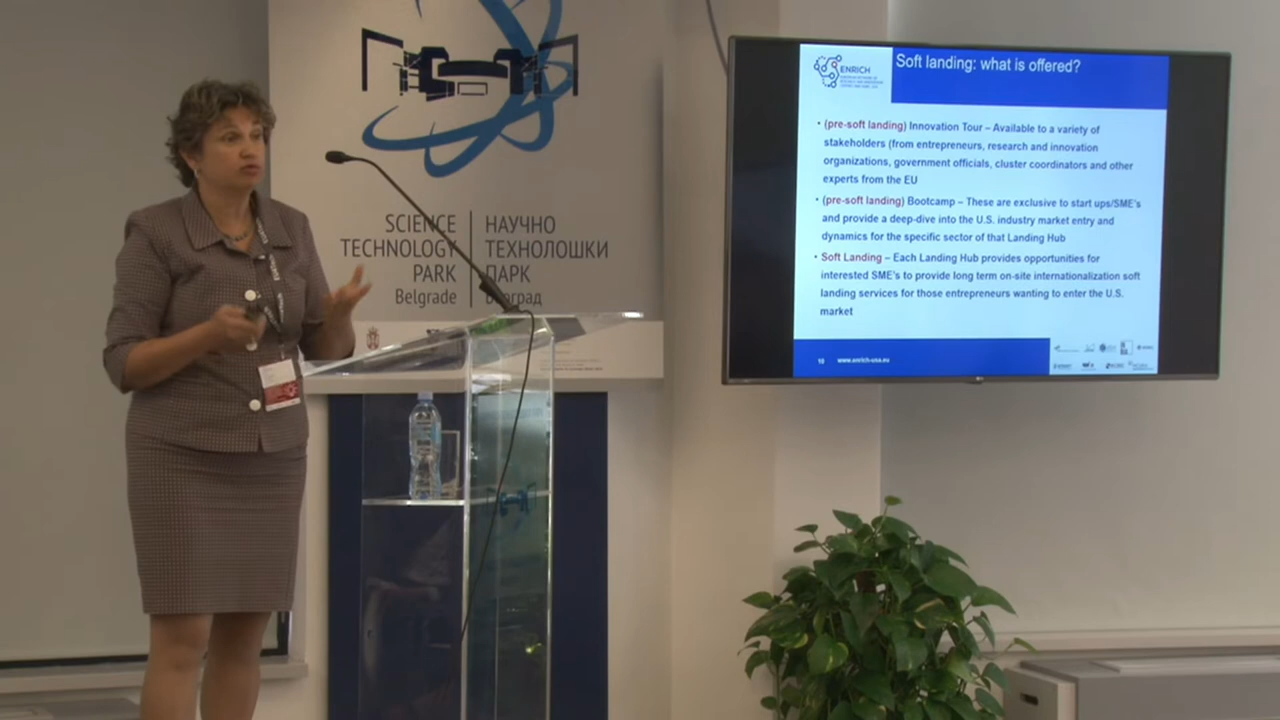 SCIENCE
TECHNOLOGY
PARK
Belgrade
НАУЧНО
ТЕХНОЛОШКИ
ПАРК
Београд
ENRICH
Soft landing: what is offered?
• (pre-soft landing) Innovation Tour – Available to a variety of
stakeholders (from entrepreneurs, research and innovation
organizations, government officials, cluster coordinators and other
experts from the EU
• (pre-soft landing) Bootcamp – These are exclusive to start ups/SME's
and provide a deep-dive into the U.S. industry market entry and
dynamics for the specific sector of that Landing Hub
• Soft Landing – Each Landing Hub provides opportunities for
interested SME's to provide long term on-site internationalization soft
landing services for those entrepreneurs wanting to enter the U.S.
market
10 www.enrich-usa.eu